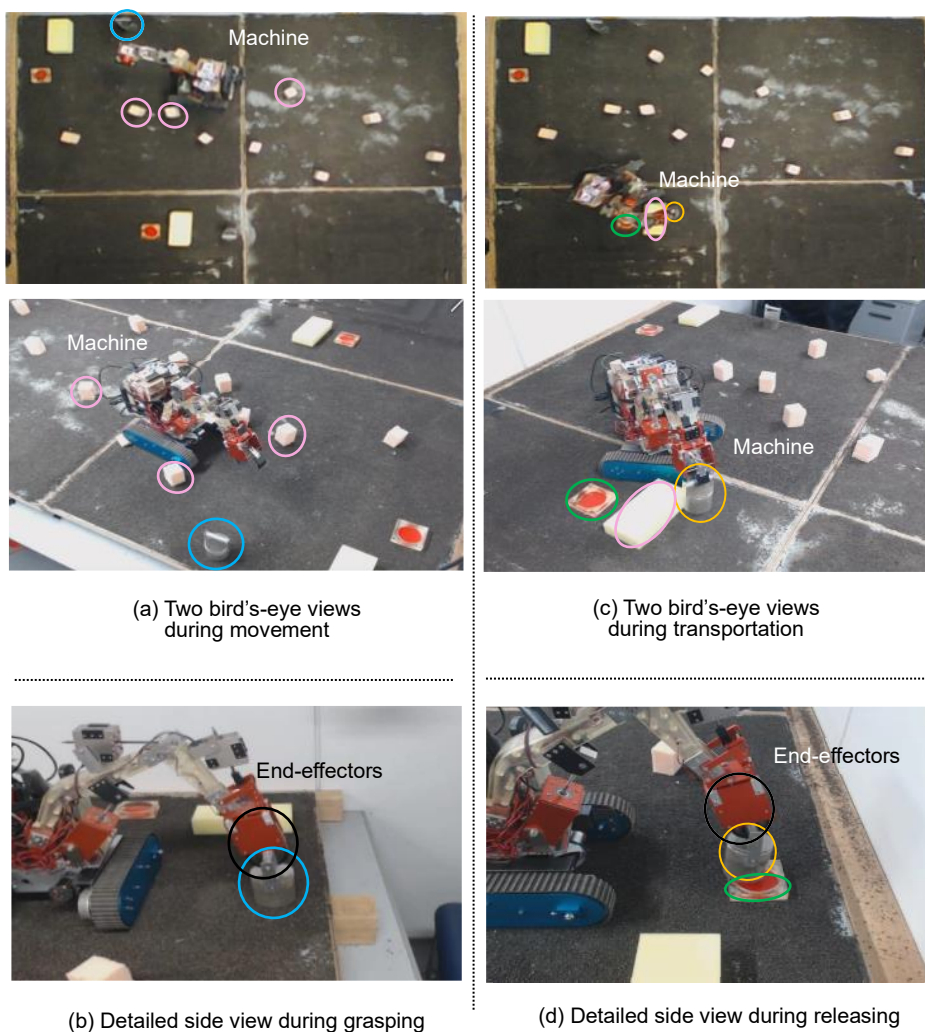 Machine
Machine
(a) Two bird's-eye views
during movement
End-effectors
(b) Detailed side view during grasping
Machine
Machine
(c) Two bird's-eye views
during transportation
End-effectors
(d) Detailed side view during releasing